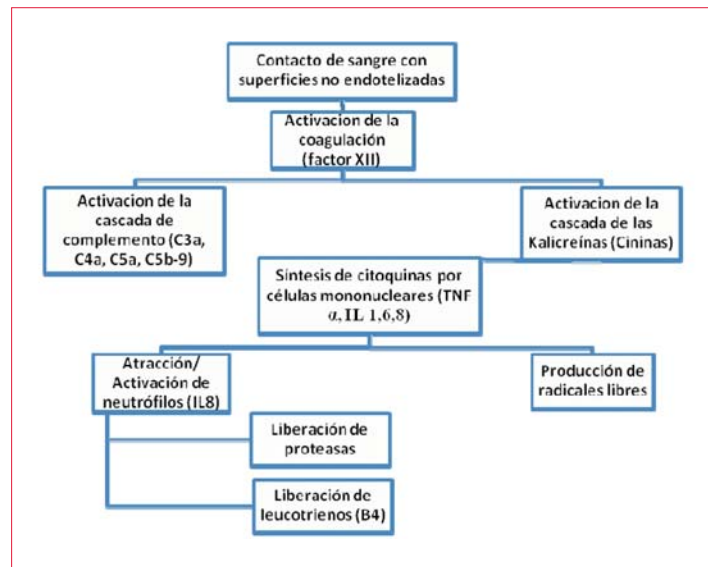 Contacto de sangre con
superficies no endotelizadas
Activacion de la
coagulación
(factor XII)
Activacion de la
cascada de
complemento (C3a,
C4a, C5a, C5b-9)
Activacion de la
cascada de las
Kalicreínas (Cininas)
Síntesis de citoquinas por
células mononucleares (TNF
α, IL 1,6,8)
Atracción/
Activación de
neutrófilos (IL8)
Producción de
radicales libres
Liberación de
proteasas
Liberación de
leucotrienos (B4)